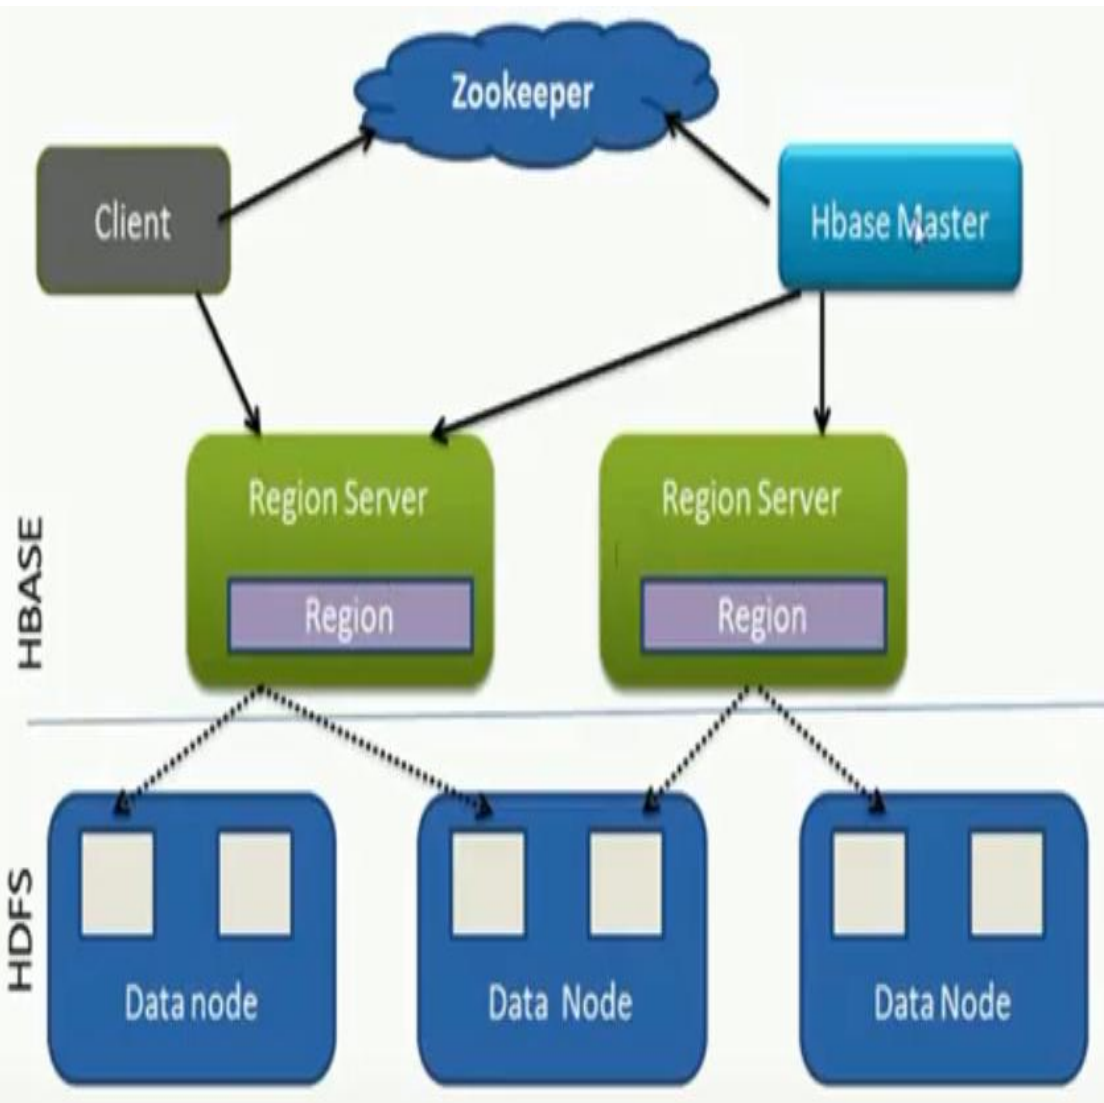 Zookeeper
Client
Hbase Master
Region Server
Region Server
Region
Region
HBASE
HDFS
Data node
Data Node
Data Node